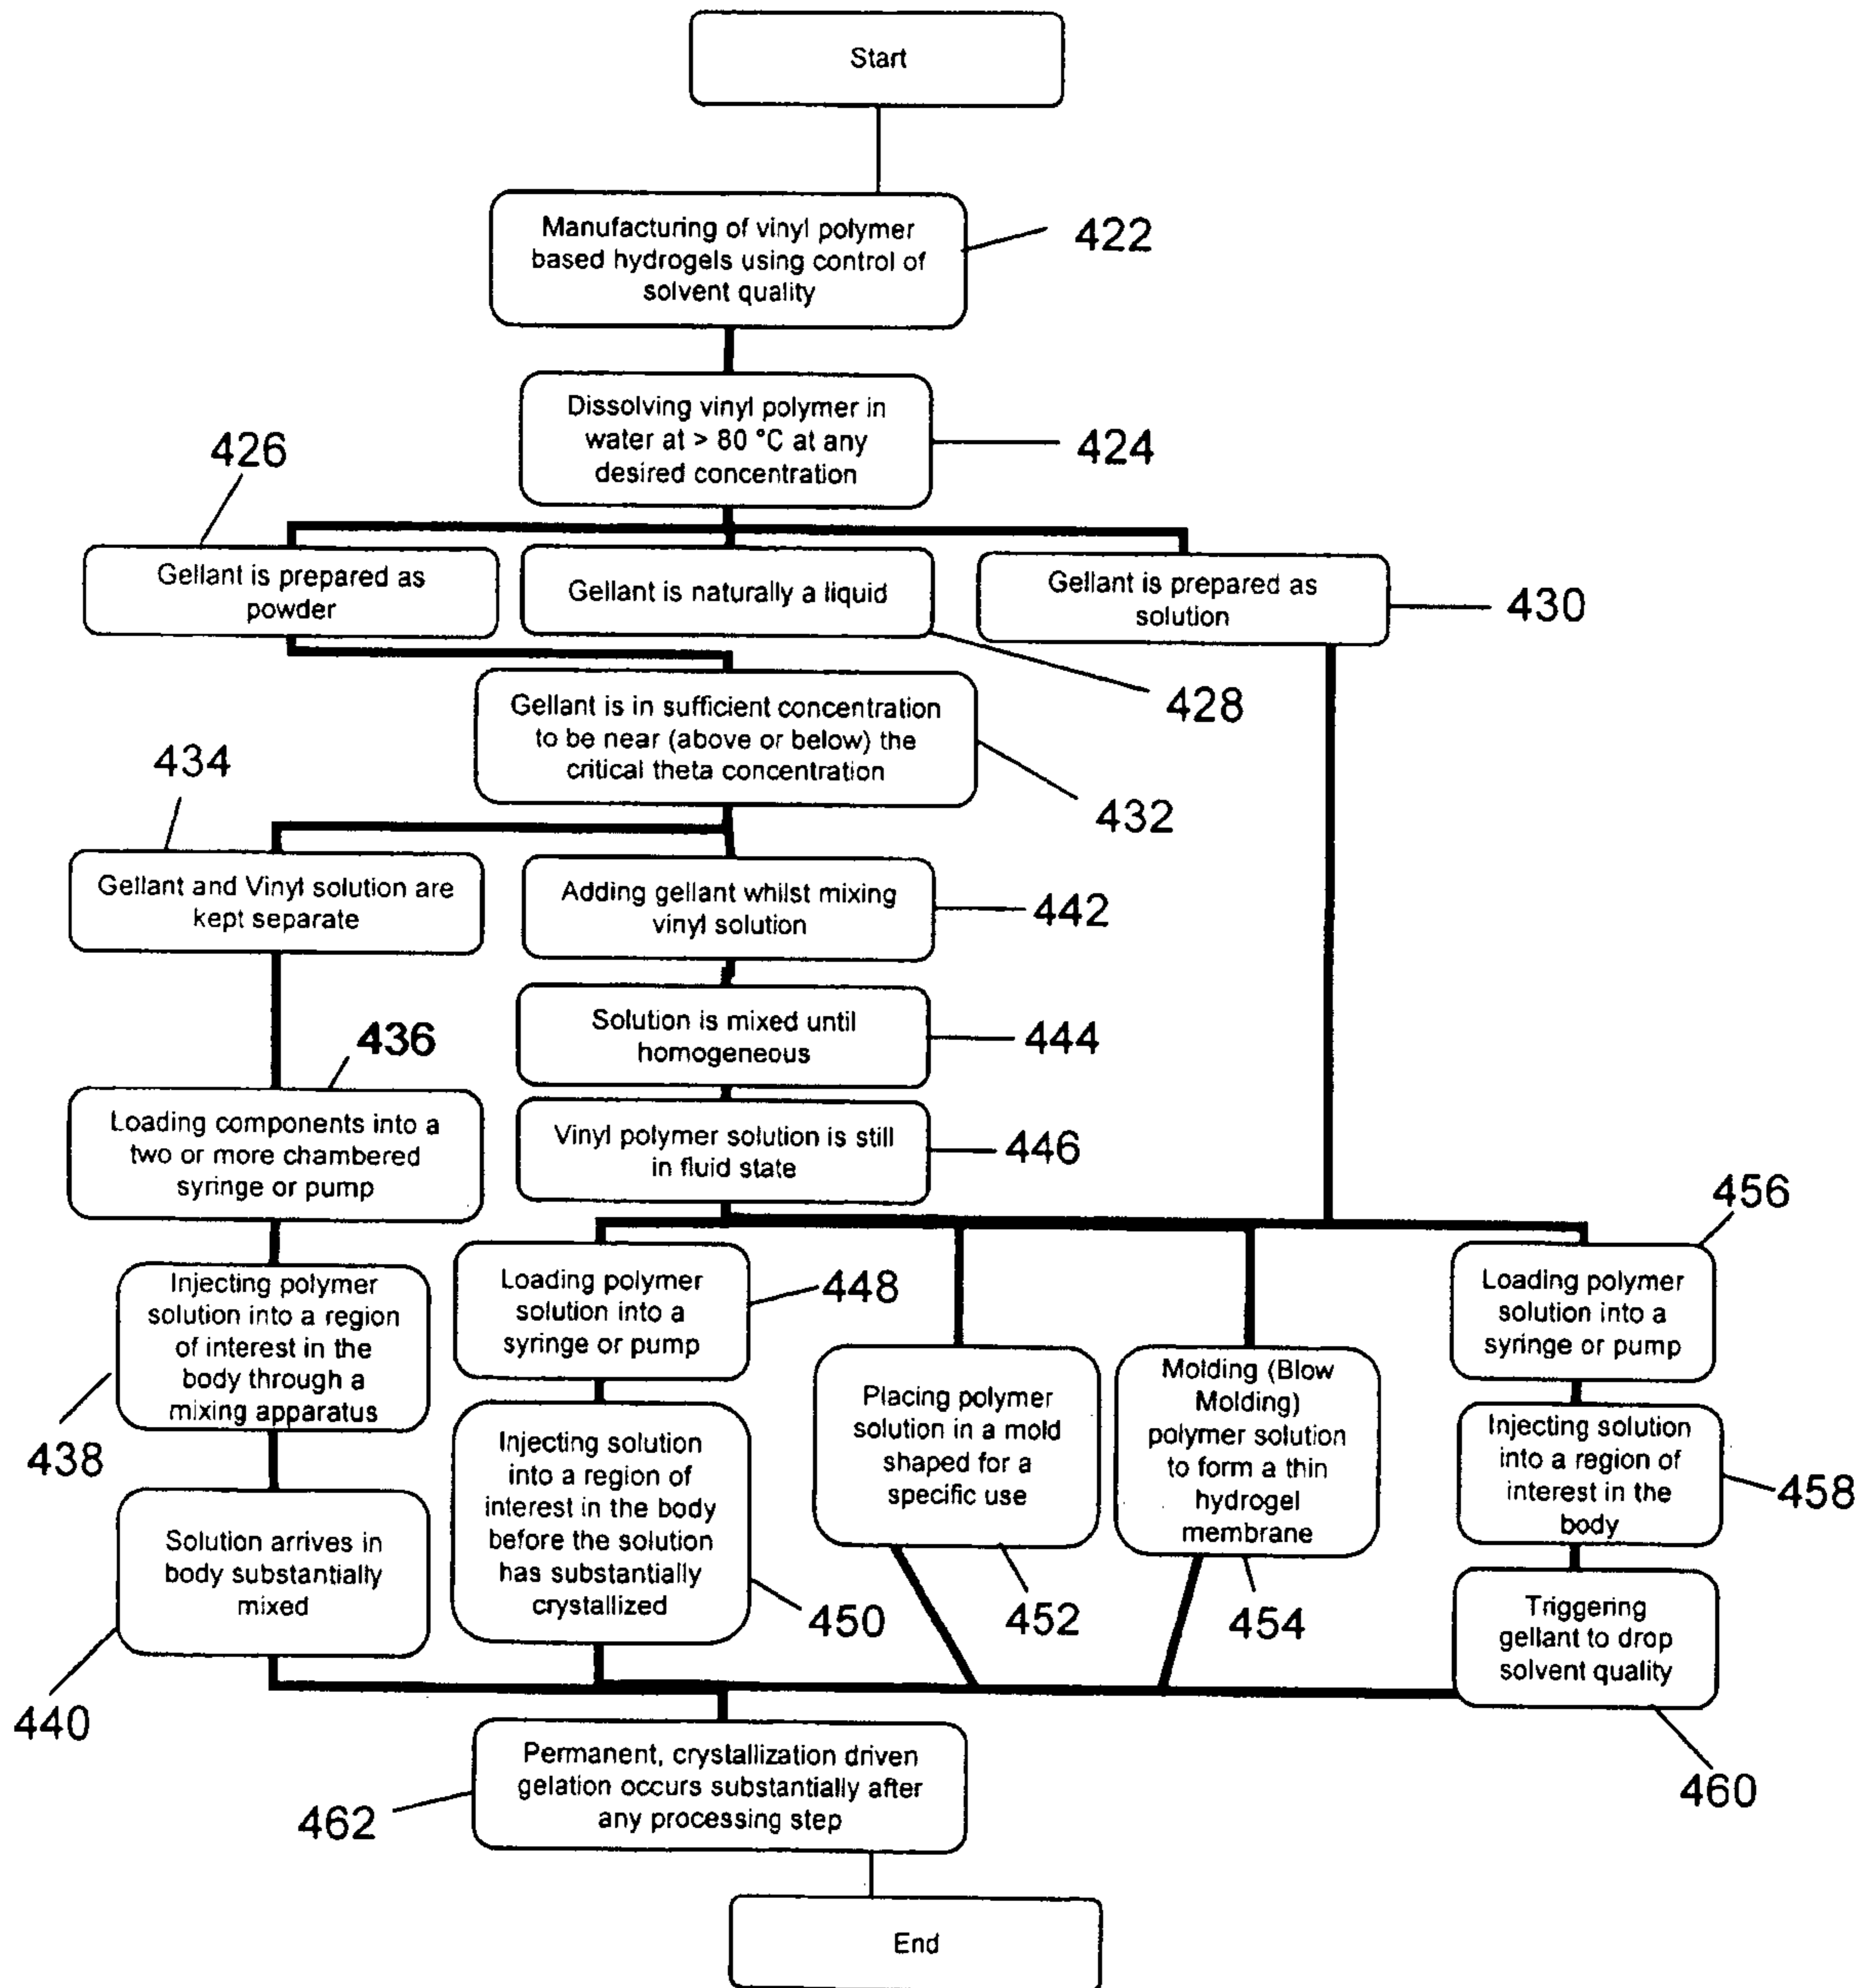 Start
Manufacturing of vinyl polymer
based hydrogels using control of
solvent quality
422
Dissolving vinyl polymer in
water at > 80 °C at any
desired concentration
424
426
Gellant is prepared as
powder
Gellant is naturally a liquid
428
Gellant is prepared as
solution
430
Gellant is in sufficient concentration
to be near (above or below) the
critical theta concentration
432
434
Gellant and Vinyl solution are
kept separate
Adding gellant whilst mixing
vinyl solution
442
Solution is mixed until
homogeneous
444
436
Loading components into a
two or more chambered
syringe or pump
Vinyl polymer solution is still
in fluid state
446
Injecting polymer
solution into a region
of interest in the
body through a
mixing apparatus
438
Solution arrives in
body substantially
mixed
440
Loading polymer
solution into a
syringe or pump
448
Injecting solution
into a region of
interest in the body
before the solution
has substantially
crystallized
450
Placing polymer
solution in a mold
shaped for a
specific use
452
Molding (Blow
Molding)
polymer solution
to form a thin
hydrogel
membrane
454
456
Loading polymer
solution into a
syringe or pump
Injecting solution
into a region of
interest in the
body
458
Triggering
gellant to drop
solvent quality
460
Permanent, crystallization driven
gelation occurs substantially after
any processing step
462
End